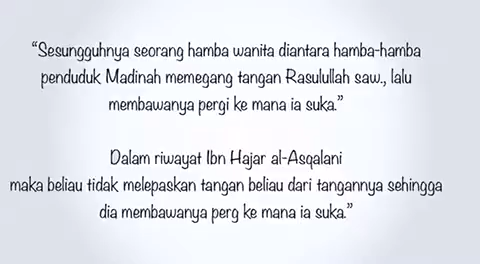 “Sesungguhnya seorang hamba wanita diantara hamba-hamba
penduduk Madinah memegang tangan Rasulullah saw., lalu
membawanya pergi ke mana ia suka.”
Dalam riwayat Ibn Hajar al-Asqalani
maka beliau tidak melepaskan tangan beliau dari tangannya sehingga
dia membawanya perg ke mana ia suka.”